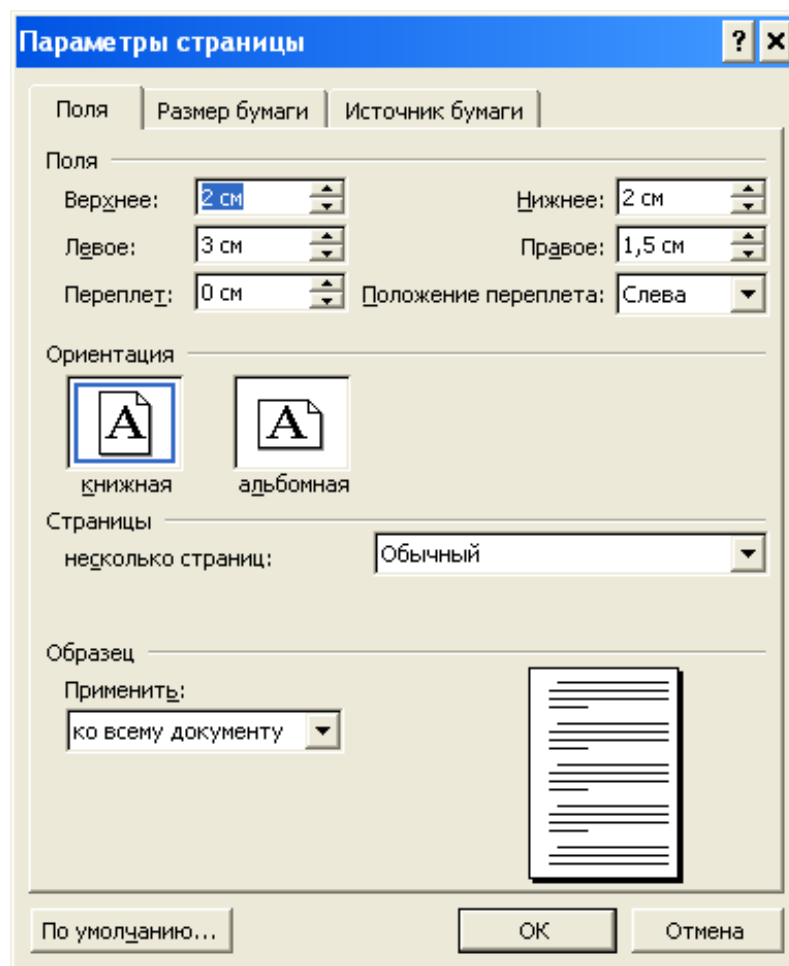 Параметры страницы
Поля Размер бумаги Источник бумаги
Поля
Верхнее: 2 см Нижнее: 2 см
Левое: 3 см Правое: 1,5 см
Переплет: 0 см Положение переплета: Слева
Ориентация
A A
книжная альбомная
Страницы
несколько страниц: Обычный
Образец
Применить:
ко всему документу
По умолчанию... ОК Отмена